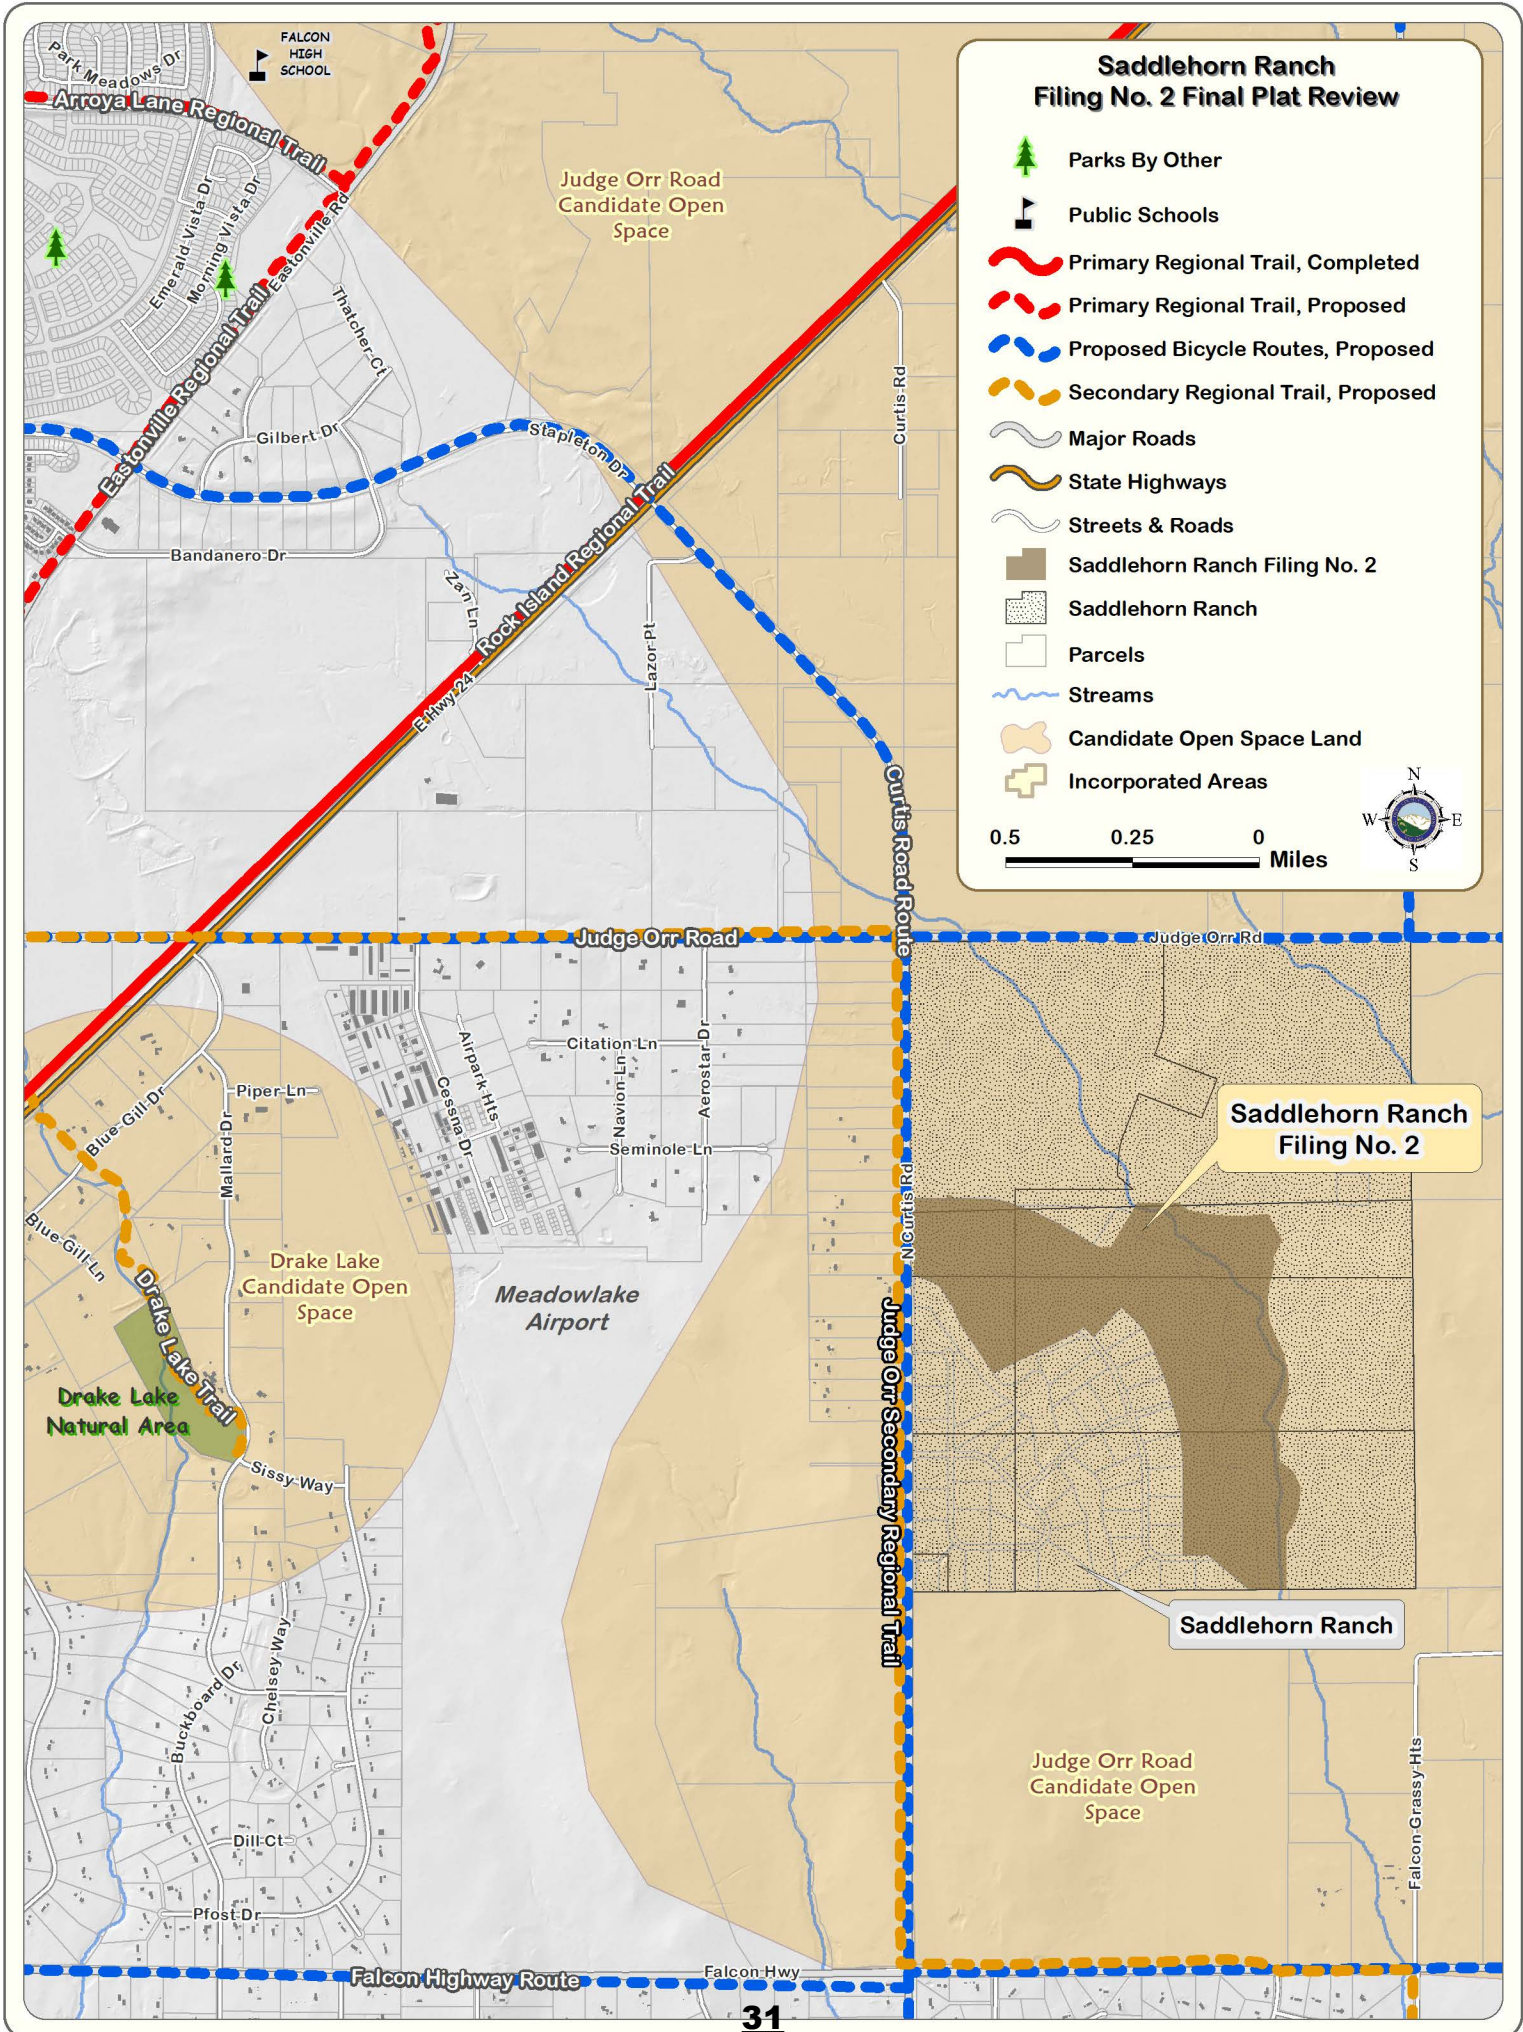 Saddlehorn Ranch
Filing No. 2 Final Plat Review
Parks By Other
Public Schools
Primary Regional Trail, Completed
Primary Regional Trail, Proposed
Proposed Bicycle Routes, Proposed
Secondary Regional Trail, Proposed
Major Roads
State Highways
Streets & Roads
Saddlehorn Ranch Filing No. 2
Saddlehorn Ranch
Parcels
Streams
Candidate Open Space Land
Incorporated Areas
N
W
E
S
0.5 0.25 0
Miles
FALCON
HIGH
SCHOOL
Park Meadows Dr
Arroya Lane Regional Trail
Judge Orr Road
Candidate Open
Space
Emerald Vista Dr
Morning Vista Dr
Eastonville Rd
Eastonville Regional Trail
Thatcher Ct
Gilbert Dr
Stapleton Dr
Curtis Rd
Bandanero Dr
Zan Ln
Rock Island Regional Trail
Lazor Pt
E Hwy 24
Curtis Road Route
Judge Orr Road
Judge Orr Rd
Citation Ln
Airpark Hts
Navion Ln
Aerostar Dr
Cessna Dr
Seminole Ln
Piper Ln
Blue Gill Dr
Mallard Dr
Blue Gill Ln
N Curtis Rd
Saddlehorn Ranch
Filing No. 2
Drake Lake
Candidate Open
Space
Meadowlake
Airport
Drake Lake Trail
Drake Lake
Natural Area
Judge Orr Secondary Regional Trail
Sissy Way
Saddlehorn Ranch
Chelsey Way
Buckboard Dr
Judge Orr Road
Candidate Open
Space
Falcon Grassy Hts
Dill Ct
Pfost Dr
Falcon Highway Route
Falcon Hwy
31